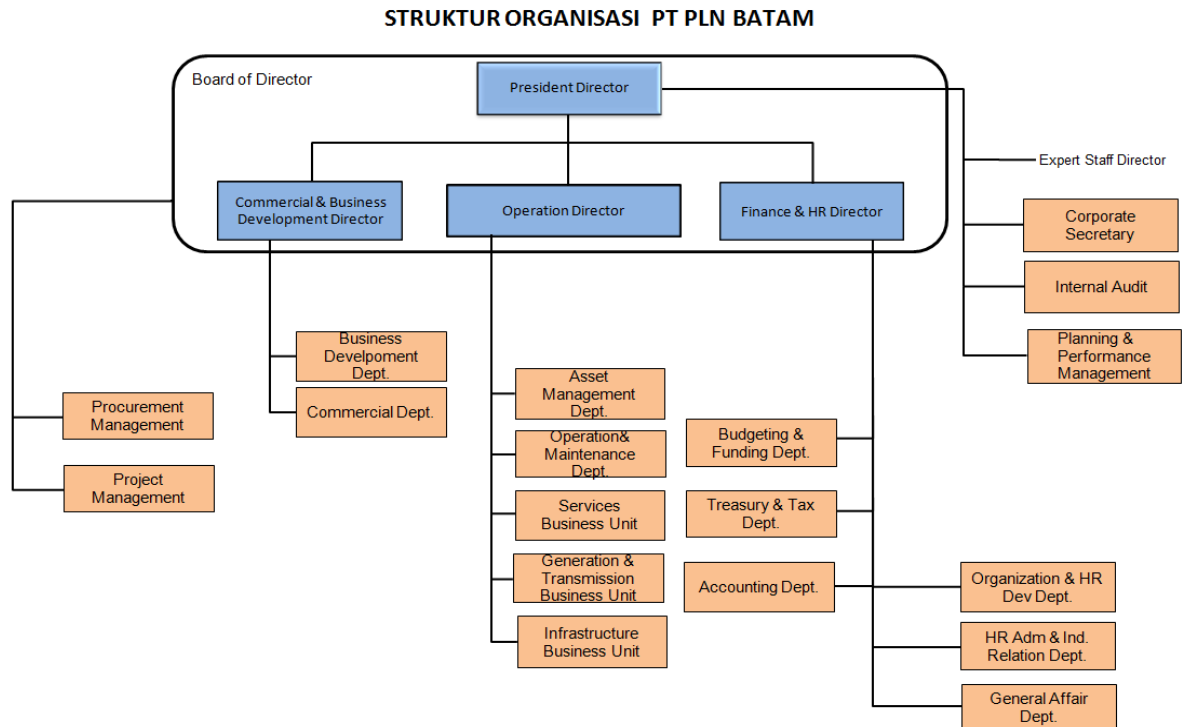 STRUKTUR ORGANISASI PT PLN BATAM
Board of Director
President Director
Expert Staff Director
Commercial & Business
Development Director
Operation Director
Finance & HR Director
Corporate
Secretary
Internal Audit
Planning &
Performance
Management
Business
Develpoment
Dept.
Commercial Dept.
Procurement
Management
Project
Management
Asset
Management
Dept.
Operation&
Maintenance
Dept.
Services
Business Unit
Generation &
Transmission
Business Unit
Infrastructure
Business Unit
Budgeting &
Funding Dept.
Treasury & Tax
Dept.
Accounting Dept.
Organization & HR
Dev Dept.
HR Adm & Ind.
Relation Dept.
General Affair
Dept.